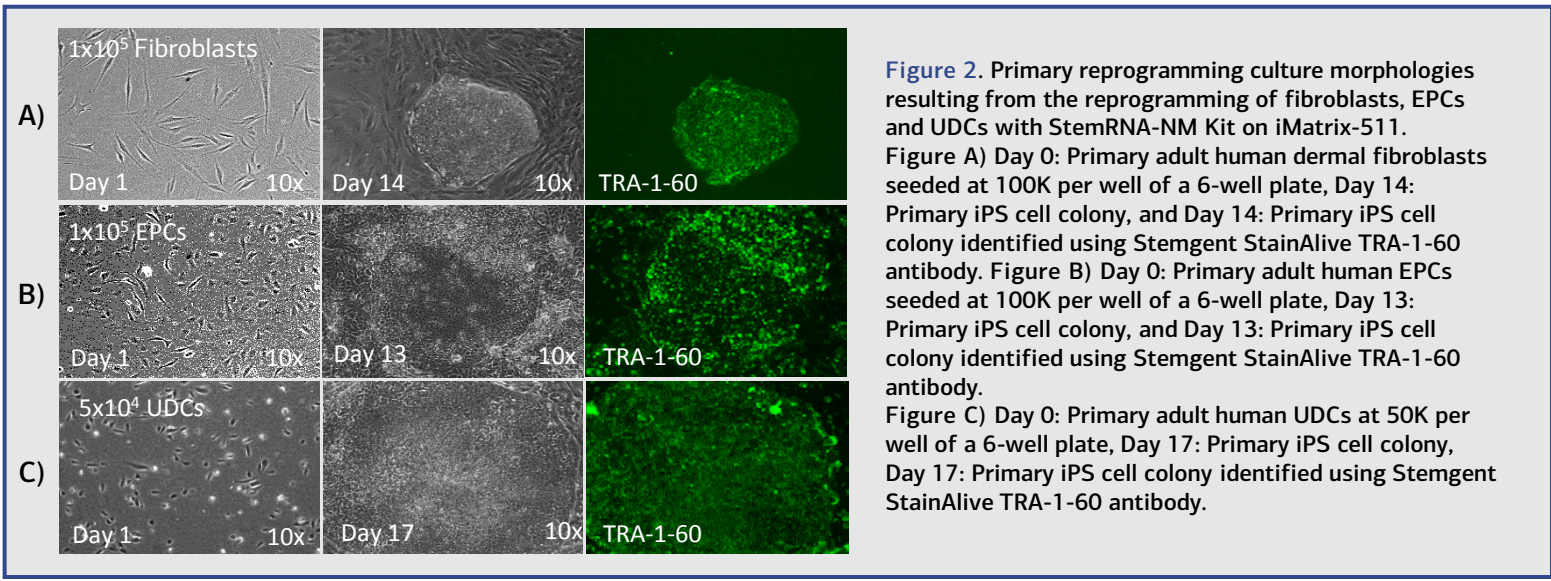 A)
1x10⁵ Fibroblasts
Day 1
10x
Day 14
10x
TRA-1-60
B)
1x10⁵ EPCs
Day 1
10x
Day 13
10x
TRA-1-60
C)
5x10⁴ UDCs
Day 1
10x
Day 17
10x
TRA-1-60
Figure 2. Primary reprogramming culture morphologies
resulting from the reprogramming of fibroblasts, EPCs
and UDCs with StemRNA-NM Kit on iMatrix-511.
Figure A) Day 0: Primary adult human dermal fibroblasts
seeded at 100K per well of a 6-well plate, Day 14:
Primary iPS cell colony, and Day 14: Primary iPS cell
colony identified using Stemgent StainAlive TRA-1-60
antibody. Figure B) Day 0: Primary adult human EPCs
seeded at 100K per well of a 6-well plate, Day 13:
Primary iPS cell colony, and Day 13: Primary iPS cell
colony identified using Stemgent StainAlive TRA-1-60
antibody.
Figure C) Day 0: Primary adult human UDCs at 50K per
well of a 6-well plate, Day 17: Primary iPS cell colony,
Day 17: Primary iPS cell colony identified using Stemgent
StainAlive TRA-1-60 antibody.